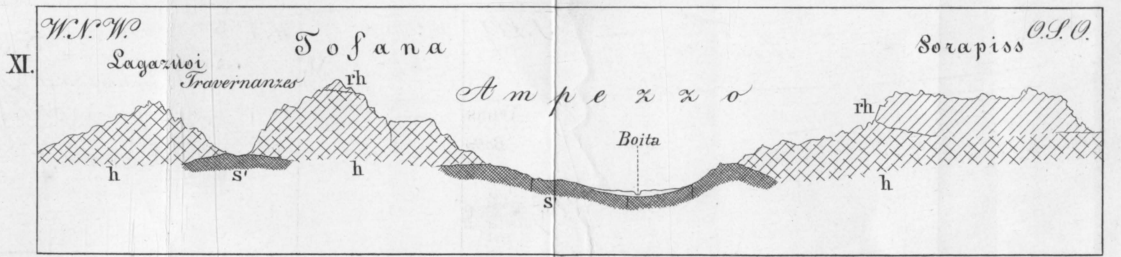 XI.
W.N.W.
O.S.O.
Lagazuoi
Travernanzes
Tofana
Ampezzo
Sorapiss
rh
rh
Boita
h
s'
h
s'
h